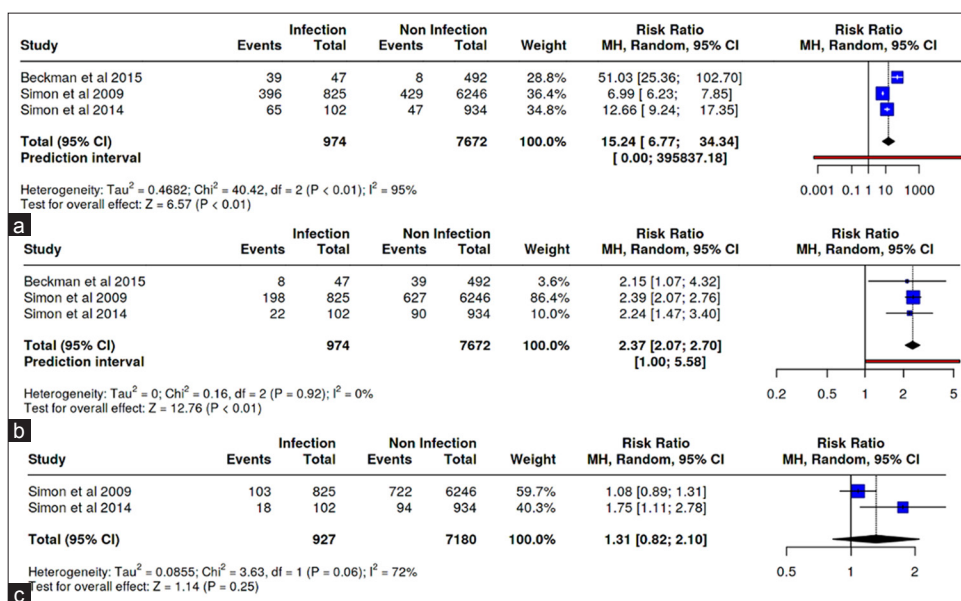 Infection Non Infection Risk Ratio Risk Ratio
Study Events Total Events Total Weight MH, Random, 95% CI MH, Random, 95% CI
Beckman et al 2015 39 47 8 492 28.8% 51.03 [25.36; 102.70]
Simon et al 2009 396 825 429 6246 36.4% 6.99 [ 6.23; 7.85]
Simon et al 2014 65 102 47 934 34.8% 12.66 [ 9.24; 17.35]
Total (95% CI) 974 7672 100.0% 15.24 [ 6.77; 34.34]
Prediction interval [ 0.00; 395837.18]
Heterogeneity: Tau² = 0.4682; Chi² = 40.42, df = 2 (P < 0.01); I² = 95%
Test for overall effect: Z = 6.57 (P < 0.01)
0.001 0.1 1 10 1000
a
Infection Non Infection Risk Ratio Risk Ratio
Study Events Total Events Total Weight MH, Random, 95% CI MH, Random, 95% CI
Beckman et al 2015 8 47 39 492 3.6% 2.15 [1.07; 4.32]
Simon et al 2009 198 825 627 6246 86.4% 2.39 [2.07; 2.76]
Simon et al 2014 22 102 90 934 10.0% 2.24 [1.47; 3.40]
Total (95% CI) 974 7672 100.0% 2.37 [2.07; 2.70]
Prediction interval [1.00; 5.58]
Heterogeneity: Tau² = 0; Chi² = 0.16, df = 2 (P = 0.92); I² = 0%
Test for overall effect: Z = 12.76 (P < 0.01)
0.2 0.5 1 2 5
b
Infection Non Infection Risk Ratio Risk Ratio
Study Events Total Events Total Weight MH, Random, 95% CI MH, Random, 95% CI
Simon et al 2009 103 825 722 6246 59.7% 1.08 [0.89; 1.31]
Simon et al 2014 18 102 94 934 40.3% 1.75 [1.11; 2.78]
Total (95% CI) 927 7180 100.0% 1.31 [0.82; 2.10]
Heterogeneity: Tau² = 0.0855; Chi² = 3.63, df = 1 (P = 0.06); I² = 72%
Test for overall effect: Z = 1.14 (P = 0.25)
0.5 1 2
c